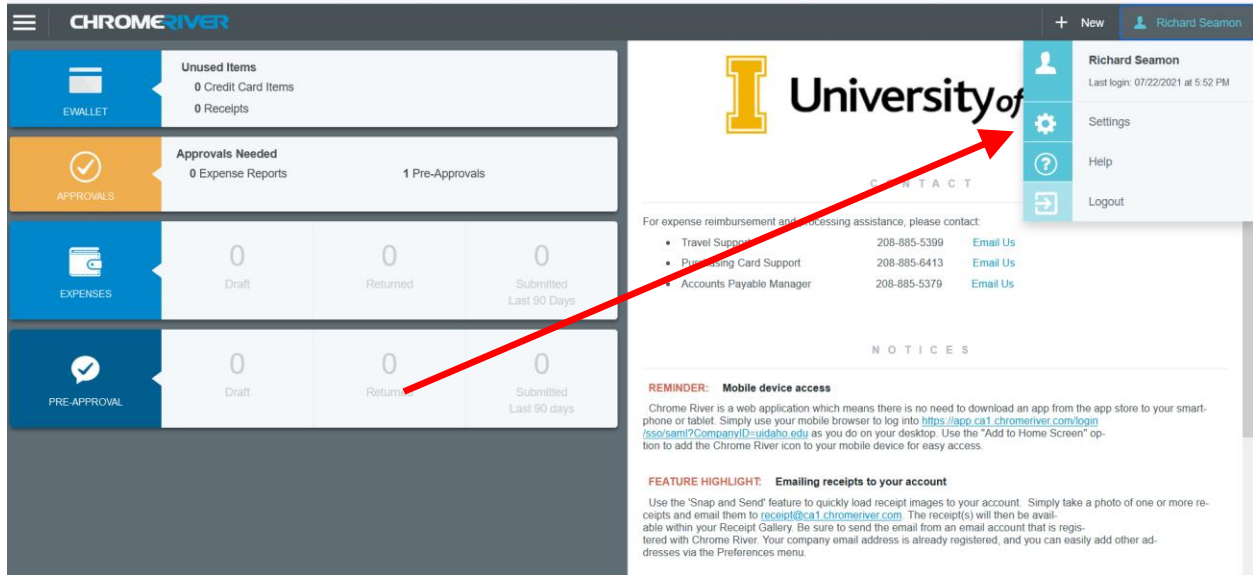 CHROMERIVER
+ New Richard Seamon
Unused Items
0 Credit Card Items
0 Receipts
EWALLET
Approvals Needed
0 Expense Reports 1 Pre-Approvals
APPROVALS
0 0 0
Draft Returned Submitted
Last 90 Days
EXPENSES
0 0 0
Draft Returned Submitted
Last 90 days
PRE-APPROVAL
Richard Seamon
Last login: 07/22/2021 at 5:52 PM
Settings
Help
Logout
I University of
CONTACT
For expense reimbursement and processing assistance, please contact:
• Travel Support 208-885-5399 Email Us
• Purchasing Card Support 208-885-6413 Email Us
• Accounts Payable Manager 208-885-5379 Email Us
NOTICES
REMINDER: Mobile device access
Chrome River is a web application which means there is no need to download an app from the app store to your smart-
phone or tablet. Simply use your mobile browser to log into https://app.ca1.chromeriver.com/login
/sso/saml?CompanyID=uidaho.edu as you do on your desktop. Use the "Add to Home Screen" op-
tion to add the Chrome River icon to your mobile device for easy access.
FEATURE HIGHLIGHT: Emailing receipts to your account
Use the 'Snap and Send' feature to quickly load receipt images to your account. Simply take a photo of one or more re-
ceipts and email them to receipt@ca1.chromeriver.com. The receipt(s) will then be avail-
able within your Receipt Gallery. Be sure to send the email from an email account that is regis-
tered with Chrome River. Your company email address is already registered, and you can easily add other ad-
dresses via the Preferences menu.